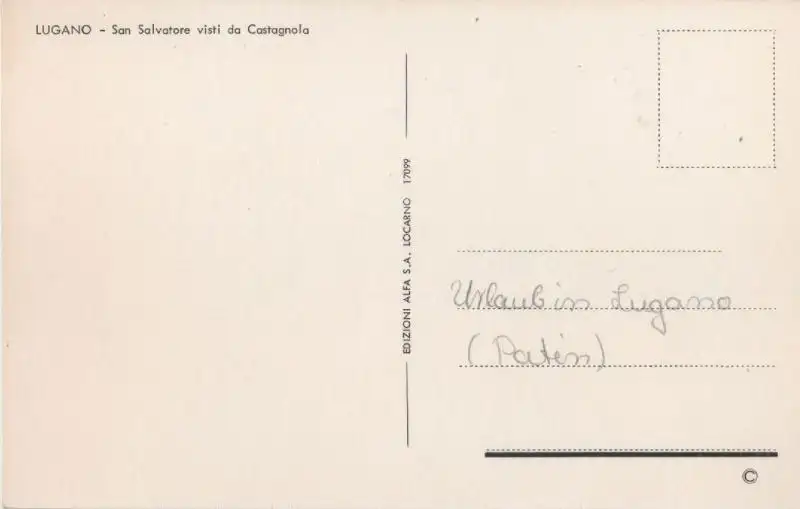 LUGANO - San Salvatore visti da Castagnola
EDIZIONI ALFA S.A. LOCARNO 17099
Urlaub in Lugano
(Patin)
©